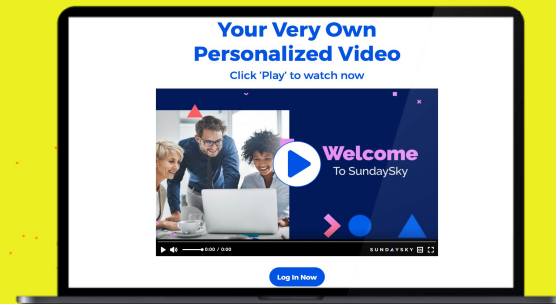 Your Very Own
Personalized Video
Click 'Play' to watch now
Welcome
To SundaySky
0:00 / 0:00
SUNDAYSKY
Log In Now